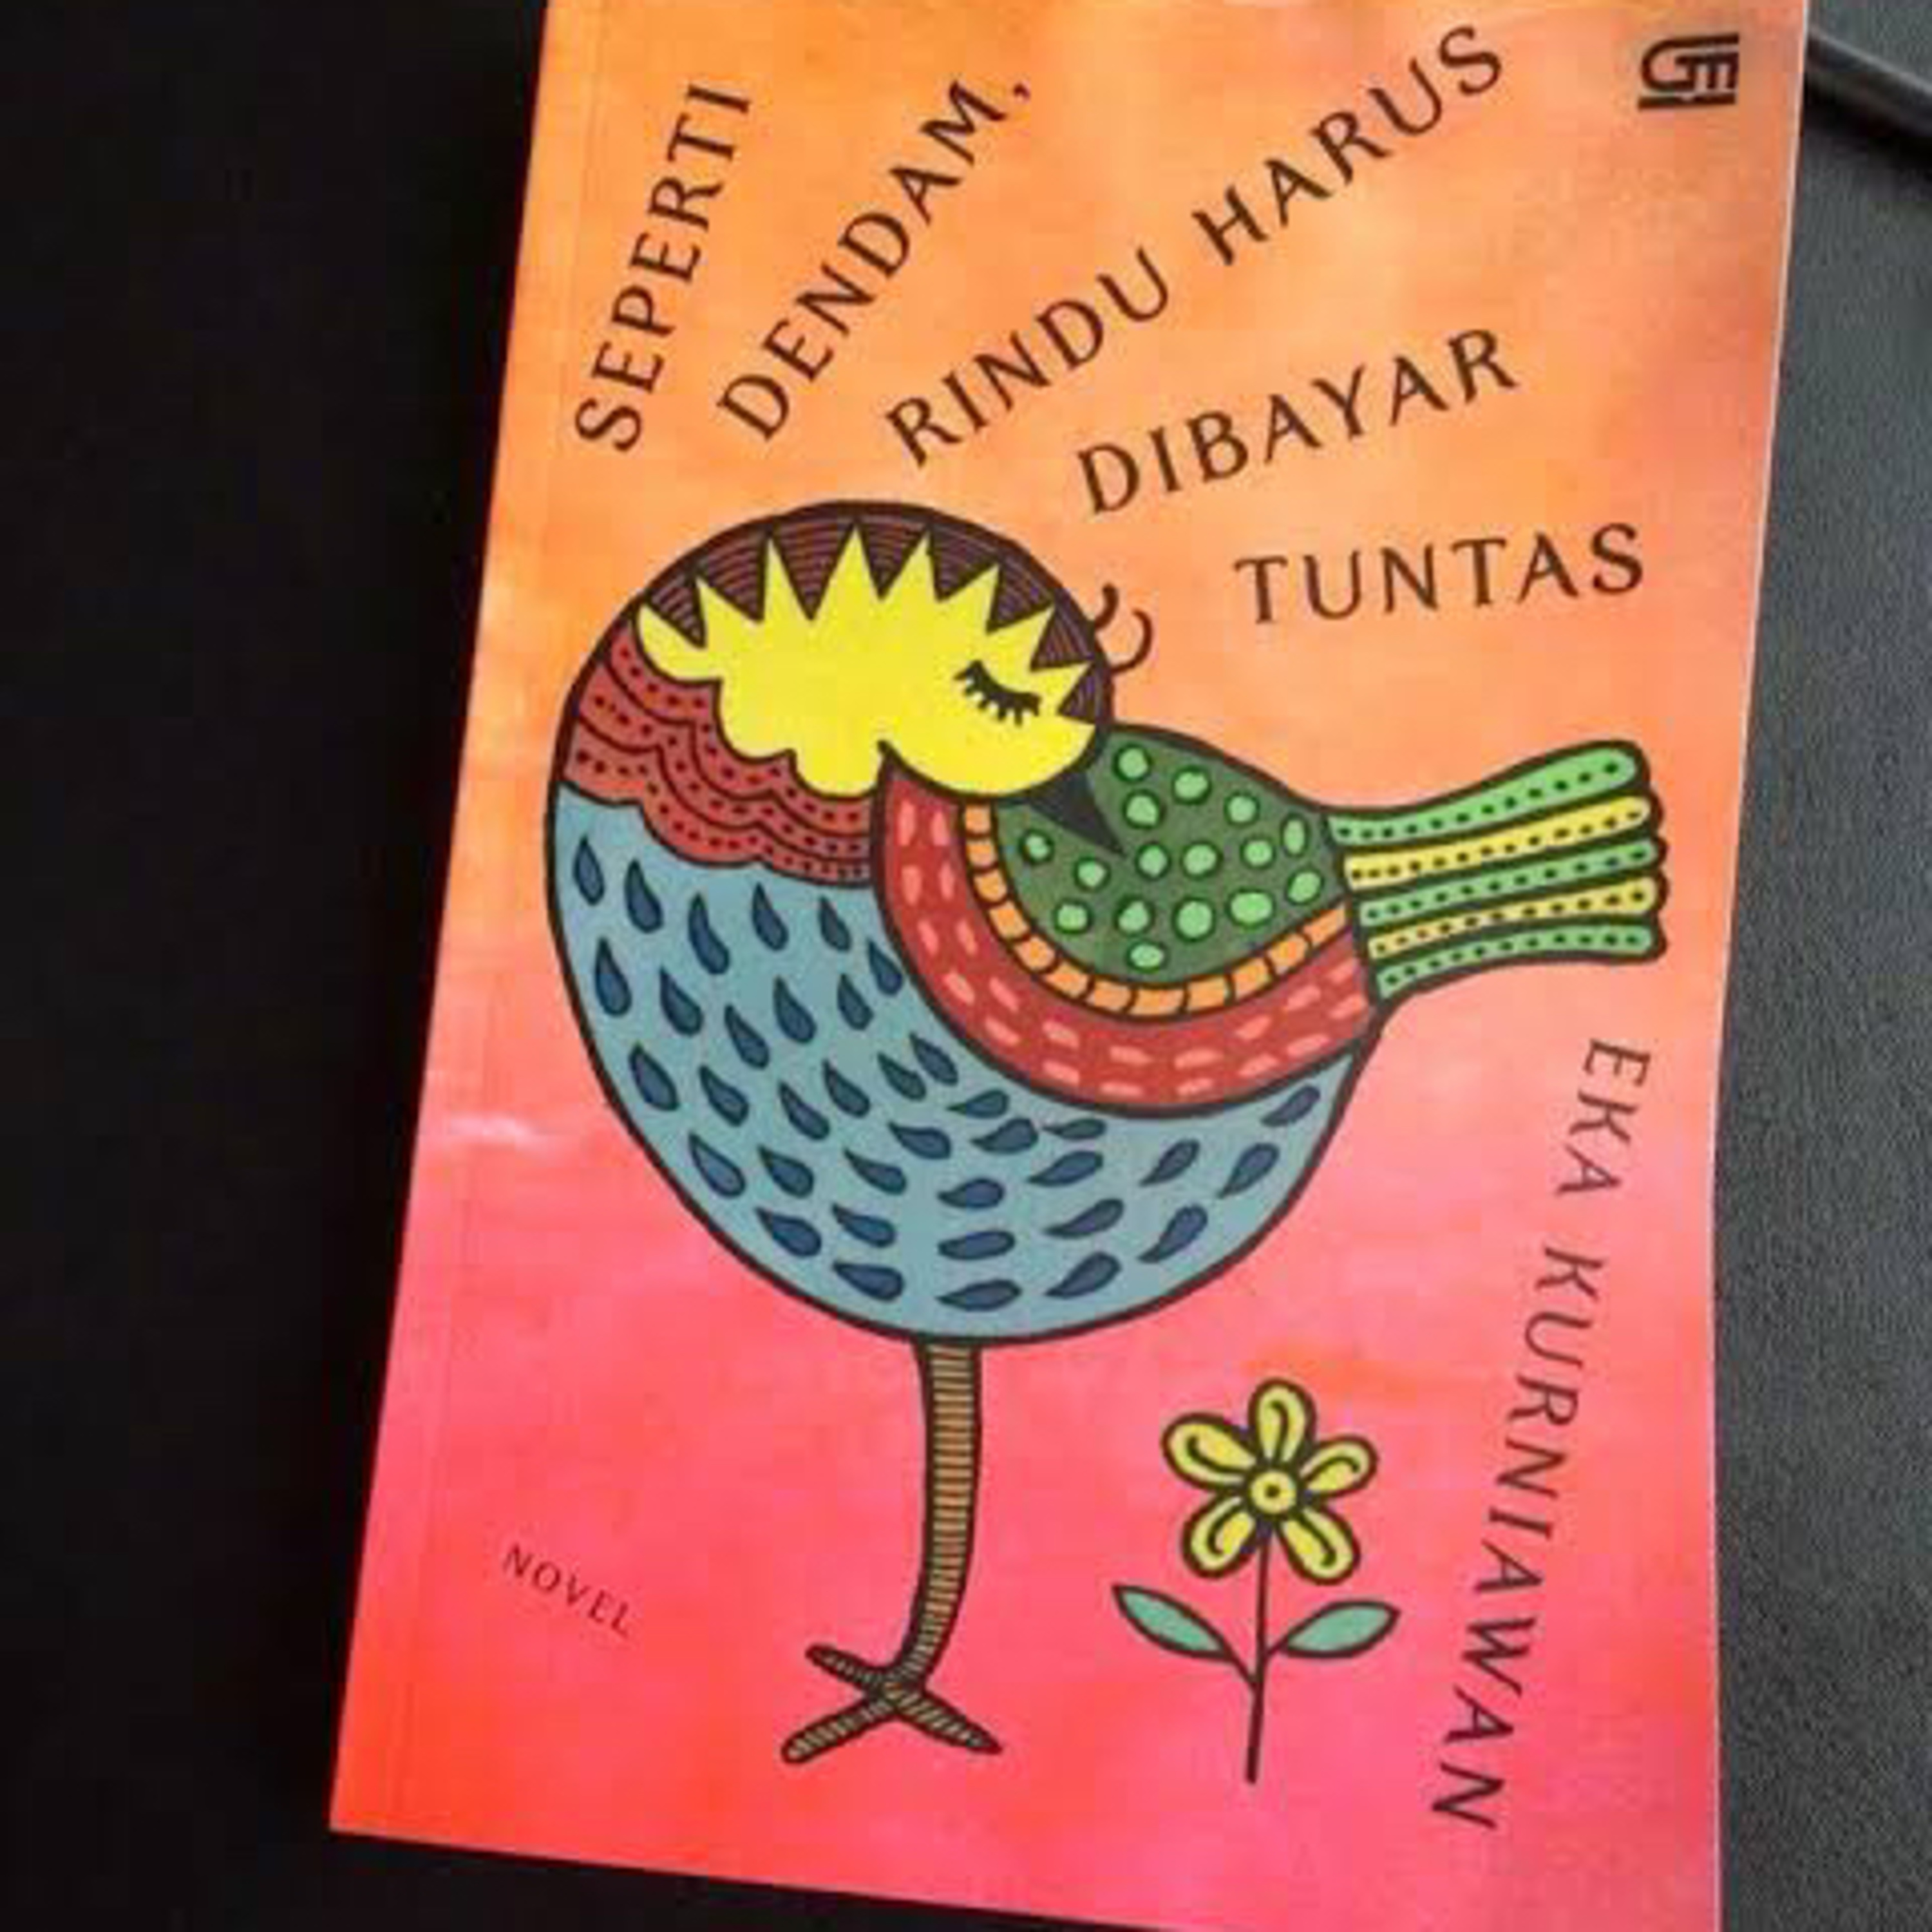 SEPERTI
DENDAM,
RINDU HARUS
DIBAYAR
TUNTAS
EKA KURNIAWAN
NOVEL